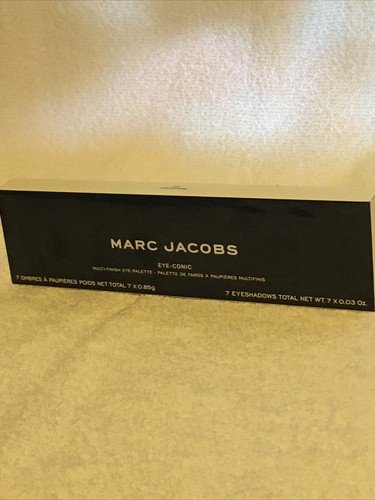 MARC JACOBS
EYE-CONIC
MULTI-FINISH EYE PALETTE - PALETTE DE FARDS À PAUPIÈRES MULTIFINIS
7 OMBRES À PAUPIÈRES POIDS NET TOTAL 7 X 0.85g
7 EYESHADOWS TOTAL NET WT. 7 X 0.03 Oz.